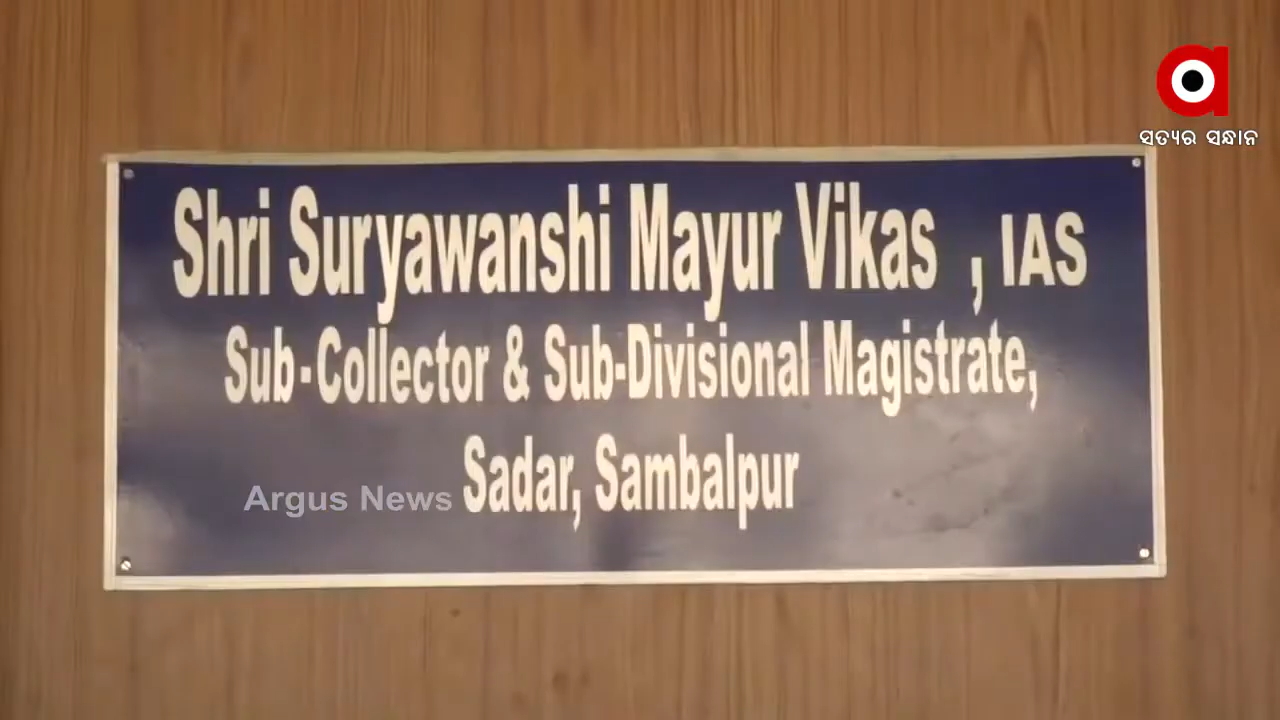 ସତ୍ୟର ସନ୍ଧାନ
Shri Suryawanshi Mayur Vikas , IAS
Sub-Collector & Sub-Divisional Magistrate,
Sadar, Sambalpur
Argus News